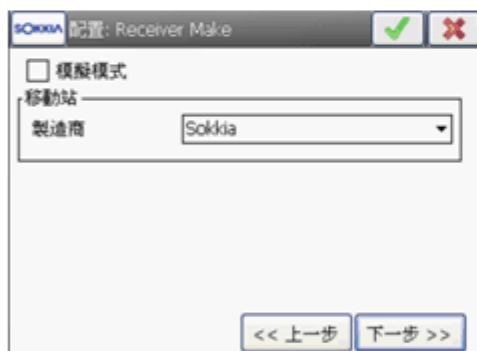 SOKKIA 配置: Receiver Make
模擬模式
移動站
製造商 Sokkia
<< 上一步 下一步 >>